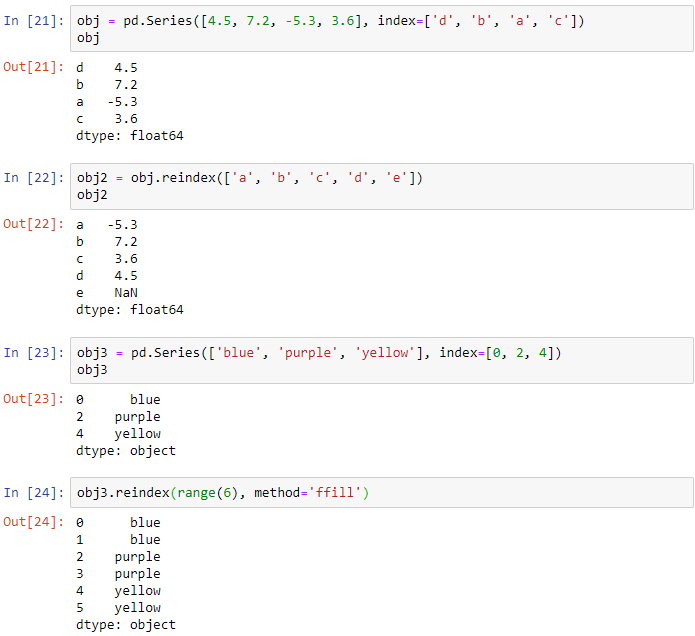 In [21]: obj = pd.Series([4.5, 7.2, -5.3, 3.6], index=['d', 'b', 'a', 'c'])
obj
Out[21]: d    4.5
b    7.2
a   -5.3
c    3.6
dtype: float64
In [22]: obj2 = obj.reindex(['a', 'b', 'c', 'd', 'e'])
obj2
Out[22]: a   -5.3
b    7.2
c    3.6
d    4.5
e    NaN
dtype: float64
In [23]: obj3 = pd.Series(['blue', 'purple', 'yellow'], index=[0, 2, 4])
obj3
Out[23]: 0      blue
2    purple
4    yellow
dtype: object
In [24]: obj3.reindex(range(6), method='ffill')
Out[24]: 0      blue
1      blue
2    purple
3    purple
4    yellow
5    yellow
dtype: object